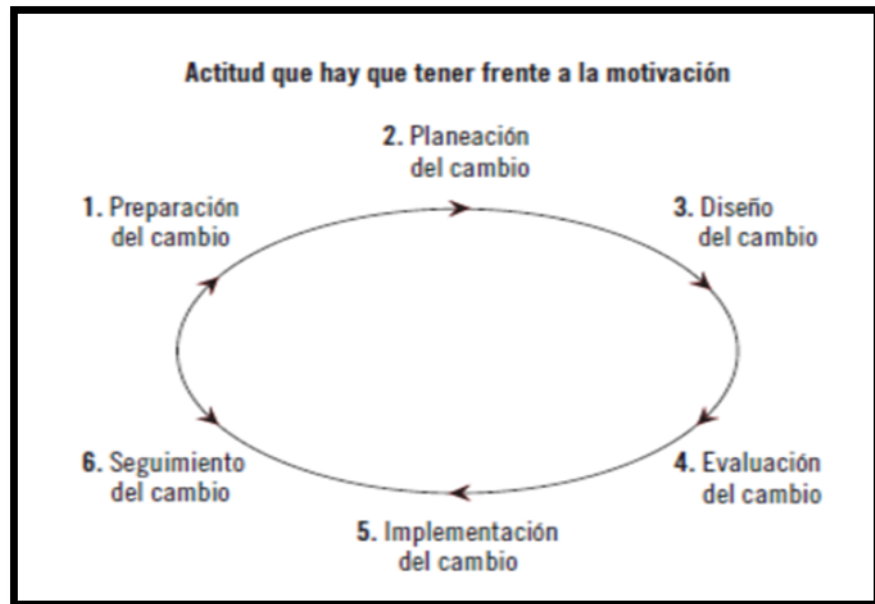 Actitud que hay que tener frente a la motivación
2. Planeación
del cambio
1. Preparación
del cambio
3. Diseño
del cambio
6. Seguimiento
del cambio
4. Evaluación
del cambio
5. Implementación
del cambio